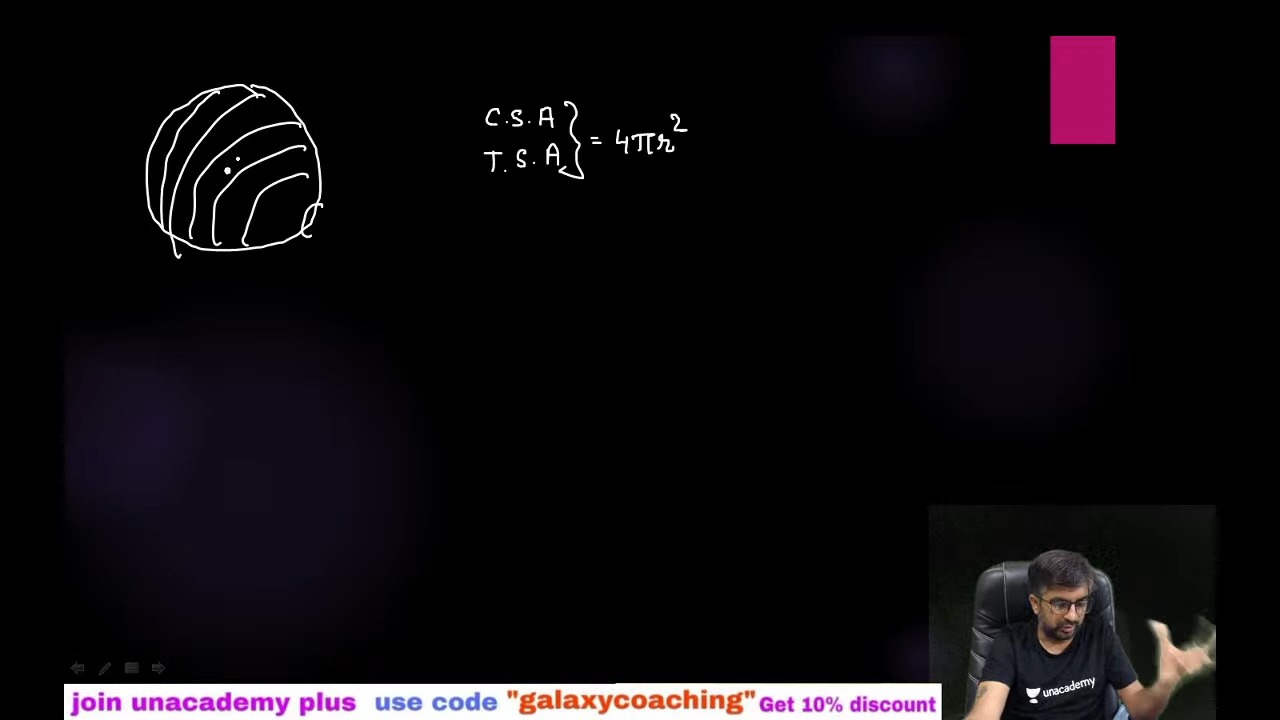 C.S.A
T.S.A } = 4πr²
unacademy
join unacademy plus use code "galaxycoaching" Get 10% discount